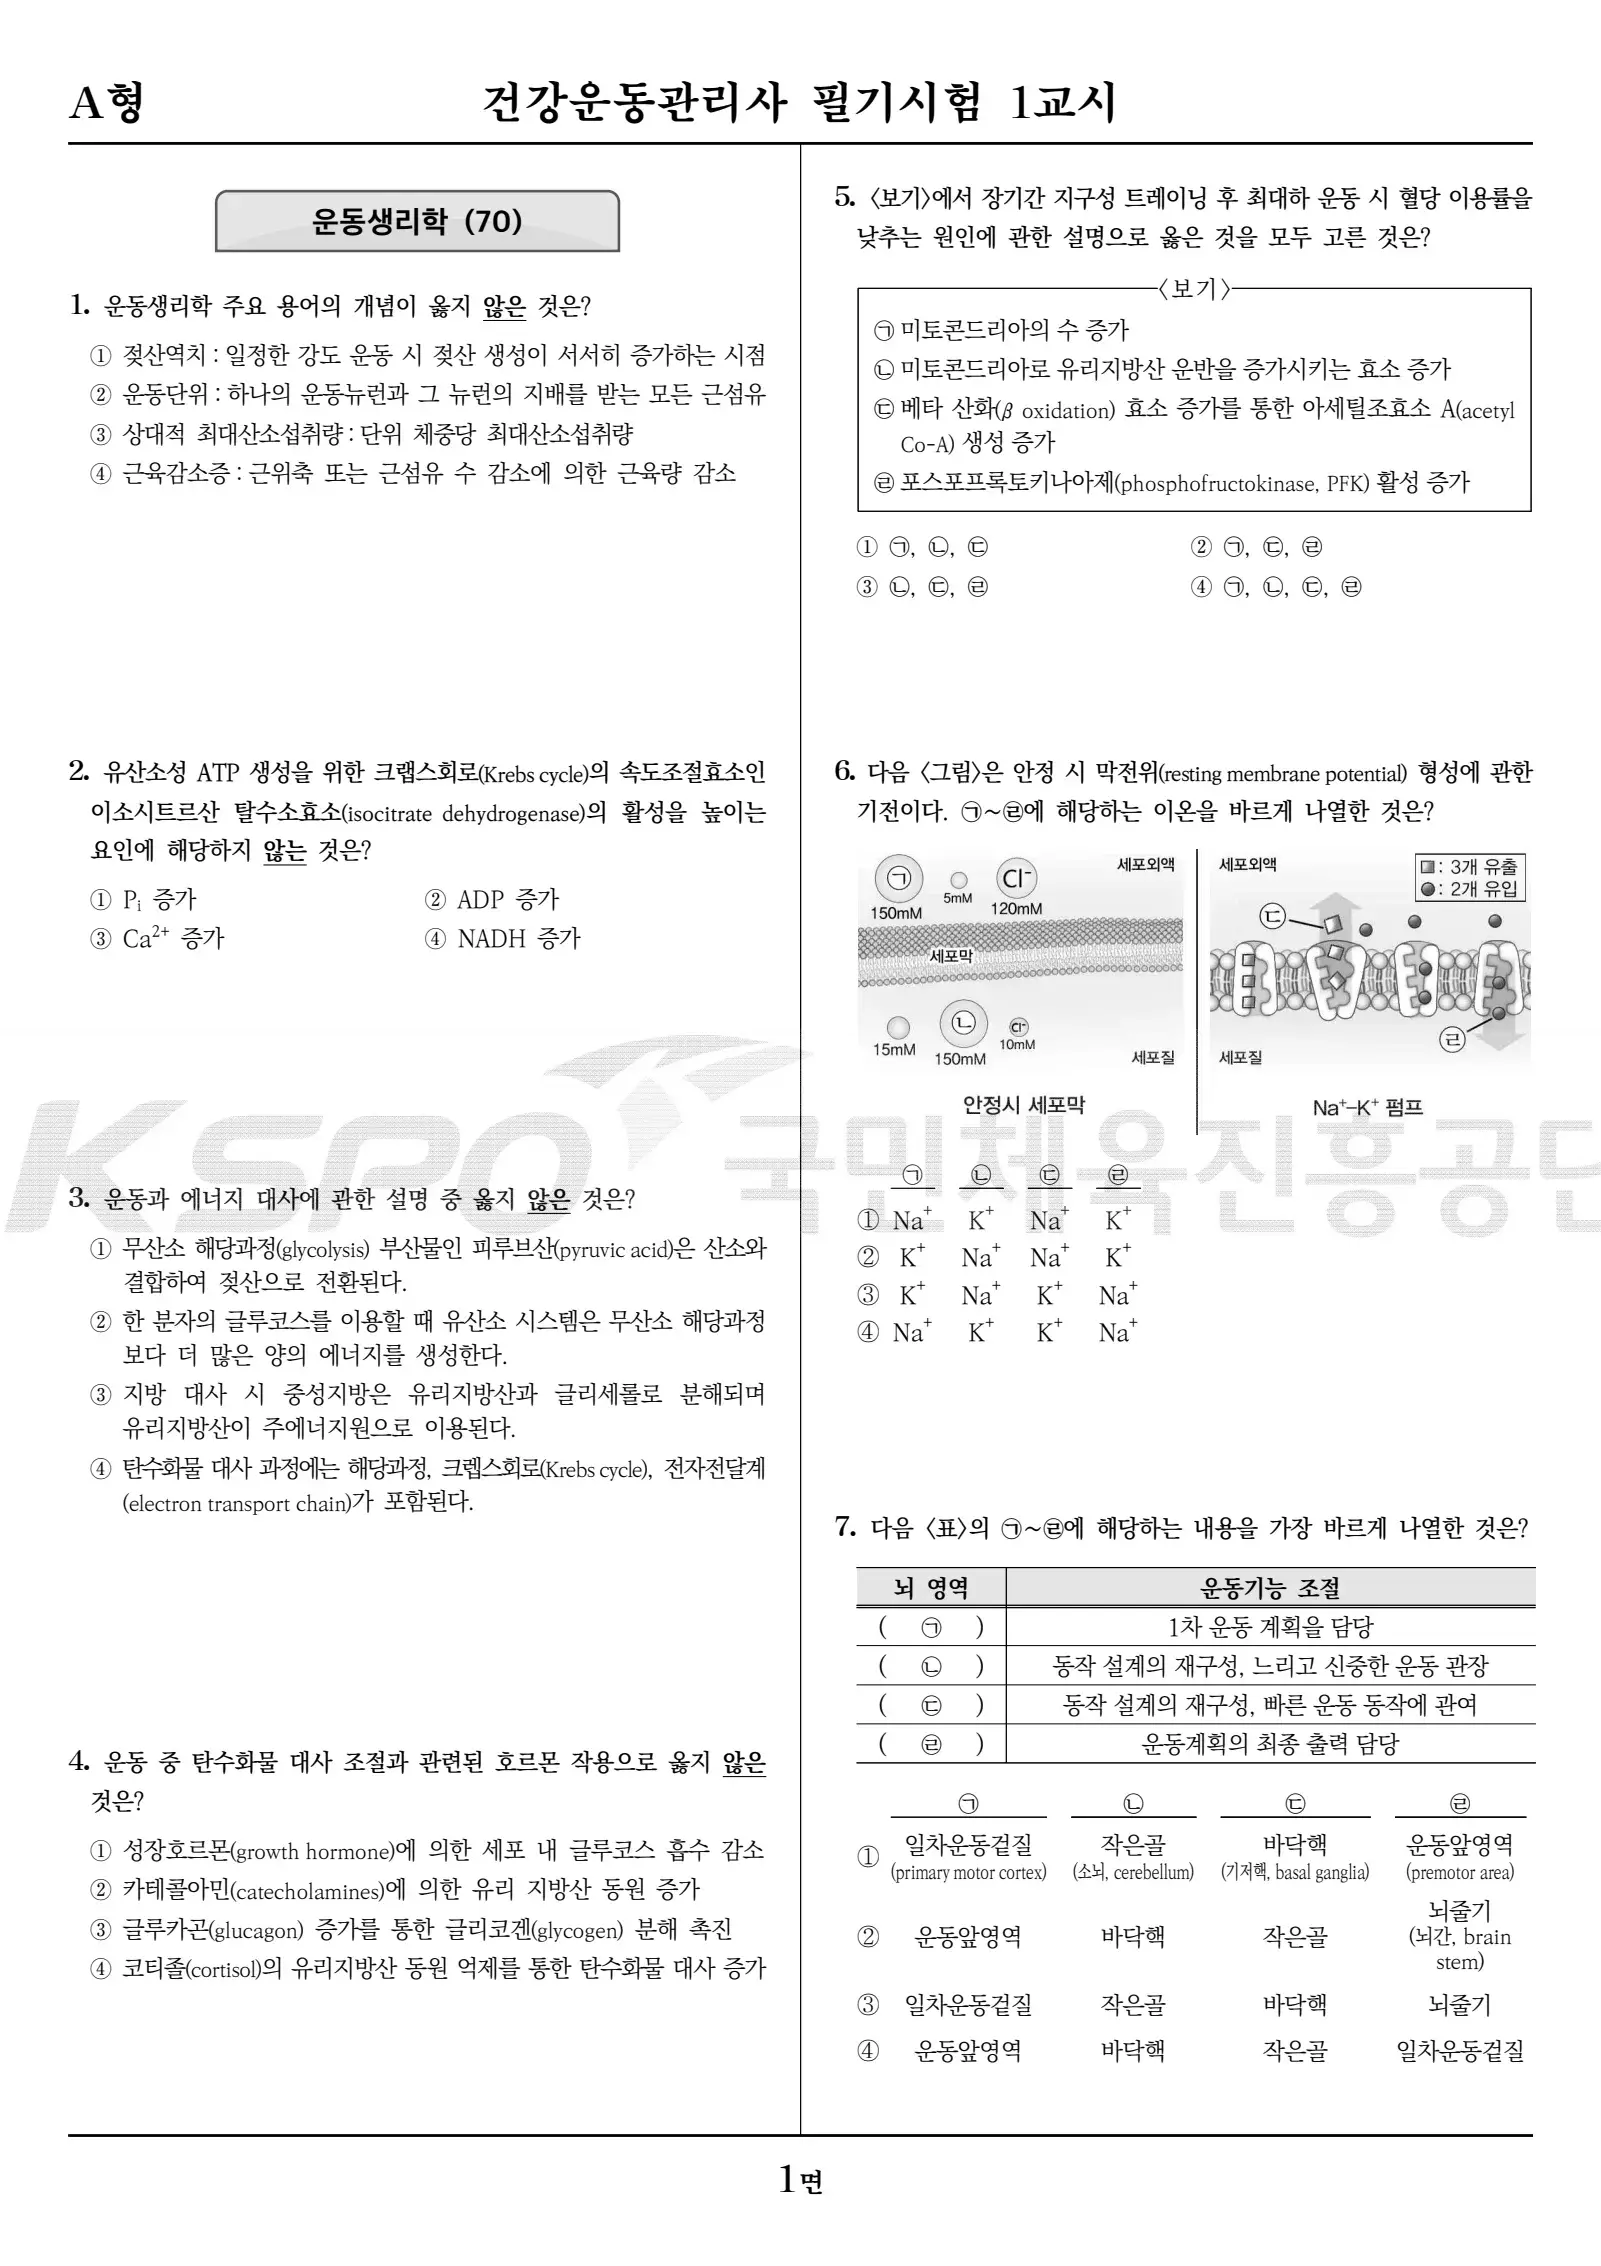 A형
건강운동관리사 필기시험 1교시
운동생리학 (70)
1. 운동생리학 주요 용어의 개념이 옳지 않은 것은?
① 젖산역치 : 일정한 강도 운동 시 젖산 생성이 서서히 증가하는 시점
② 운동단위 : 하나의 운동뉴런과 그 뉴런의 지배를 받는 모든 근섬유
③ 상대적 최대산소섭취량 : 단위 체중당 최대산소섭취량
④ 근육감소증 : 근위축 또는 근섬유 수 감소에 의한 근육량 감소
2. 유산소성 ATP 생성을 위한 크랩스회로(Krebs cycle)의 속도조절효소인
이소시트르산 탈수소효소(isocitrate dehydrogenase)의 활성을 높이는
요인에 해당하지 않는 것은?
① Pi 증가
② ADP 증가
③ Ca2+ 증가
④ NADH 증가
3. 운동과 에너지 대사에 관한 설명 중 옳지 않은 것은?
① 무산소 해당과정(glycolysis) 부산물인 피루브산(pyruvic acid)은 산소와
결합하여 젖산으로 전환된다.
② 한 분자의 글루코스를 이용할 때 유산소 시스템은 무산소 해당과정
보다 더 많은 양의 에너지를 생성한다.
③ 지방 대사 시 중성지방은 유리지방산과 글리세롤로 분해되며
유리지방산이 주에너지원으로 이용된다.
④ 탄수화물 대사 과정에는 해당과정, 크렙스회로(Krebs cycle), 전자전달계
(electron transport chain)가 포함된다.
4. 운동 중 탄수화물 대사 조절과 관련된 호르몬 작용으로 옳지 않은
것은?
① 성장호르몬(growth hormone)에 의한 세포 내 글루코스 흡수 감소
② 카테콜아민(catecholamines)에 의한 유리 지방산 동원 증가
③ 글루카곤(glucagon) 증가를 통한 글리코겐(glycogen) 분해 촉진
④ 코티졸(cortisol)의 유리지방산 동원 억제를 통한 탄수화물 대사 증가
5. 〈보기〉에서 장기간 지구성 트레이닝 후 최대하 운동 시 혈당 이용률을
낮추는 원인에 관한 설명으로 옳은 것을 모두 고른 것은?
〈보기〉
㉠ 미토콘드리아의 수 증가
㉡ 미토콘드리아로 유리지방산 운반을 증가시키는 효소 증가
㉢ 베타 산화(β oxidation) 효소 증가를 통한 아세틸조효소 A(acetyl
Co-A) 생성 증가
㉣ 포스포프룩토키나아제(phosphofructokinase, PFK) 활성 증가
① ㉠, ㉡, ㉢
② ㉠, ㉢, ㉣
③ ㉡, ㉢, ㉣
④ ㉠, ㉡, ㉢, ㉣
6. 다음 〈그림〉은 안정 시 막전위(resting membrane potential) 형성에 관한
기전이다. ㉠~㉣에 해당하는 이온을 바르게 나열한 것은?
㉠ 150mM
5mM
Cl- 120mM
세포외액
세포막
15mM
㉡ 150mM
Cl- 10mM
세포질
안정시 세포막
세포외액
: 3개 유출
: 2개 유입
㉢
㉣
세포질
Na+-K+ 펌프
㉠ ㉡ ㉢ ㉣
① Na+ K+ Na+ K+
② K+ Na+ Na+ K+
③ K+ Na+ K+ Na+
④ Na+ K+ K+ Na+
7. 다음 〈표〉의 ㉠~㉣에 해당하는 내용을 가장 바르게 나열한 것은?
뇌 영역 운동기능 조절
( ㉠ ) 1차 운동 계획을 담당
( ㉡ ) 동작 설계의 재구성, 느리고 신중한 운동 관장
( ㉢ ) 동작 설계의 재구성, 빠른 운동 동작에 관여
( ㉣ ) 운동계획의 최종 출력 담당
㉠ ㉡ ㉢ ㉣
① 일차운동겉질 작은골 바닥핵 운동앞영역
(primary motor cortex) (소뇌, cerebellum) (기저핵, basal ganglia) (premotor area)
② 운동앞영역 바닥핵 작은골 뇌줄기
(뇌간, brain
stem)
③ 일차운동겉질 작은골 바닥핵 뇌줄기
④ 운동앞영역 바닥핵 작은골 일차운동겉질
KSPO 국민체육진흥공단
1면